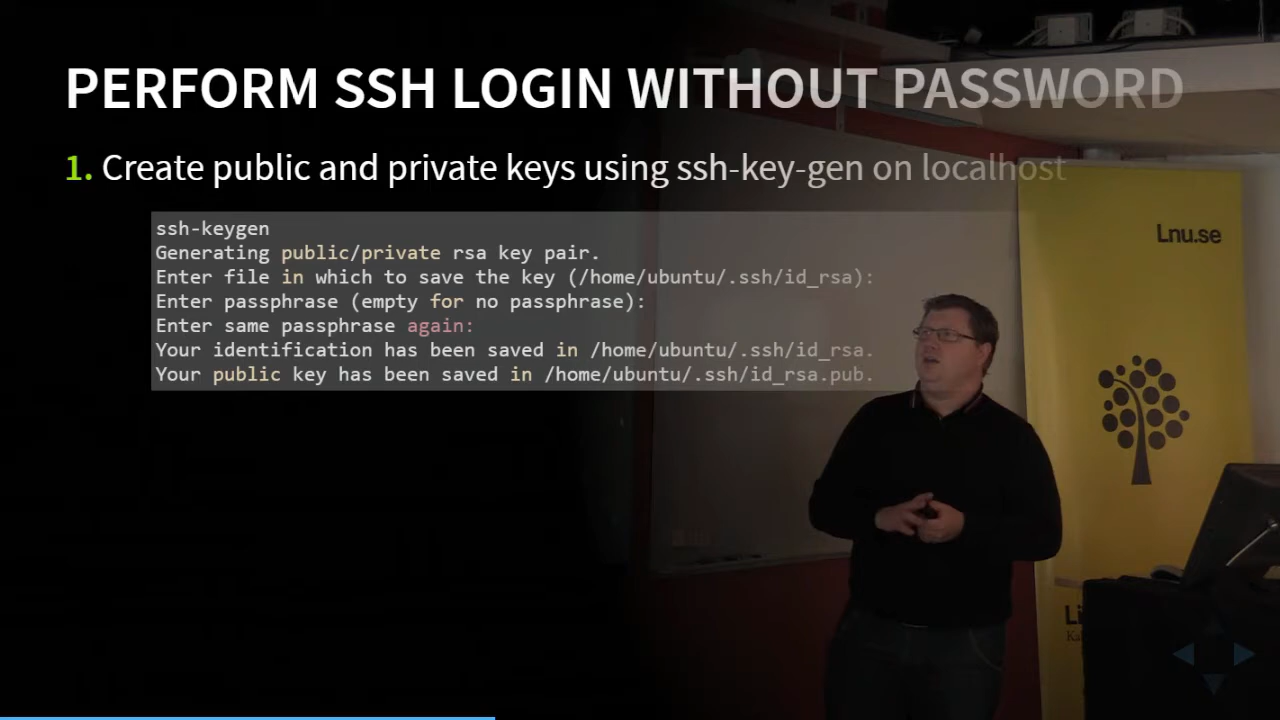 PERFORM SSH LOGIN WITHOUT PASSWORD
1. Create public and private keys using ssh-key-gen on localhost
ssh-keygen
Generating public/private rsa key pair.
Enter file in which to save the key (/home/ubuntu/.ssh/id_rsa):
Enter passphrase (empty for no passphrase):
Enter same passphrase again:
Your identification has been saved in /home/ubuntu/.ssh/id_rsa.
Your public key has been saved in /home/ubuntu/.ssh/id_rsa.pub.
Lnu.se